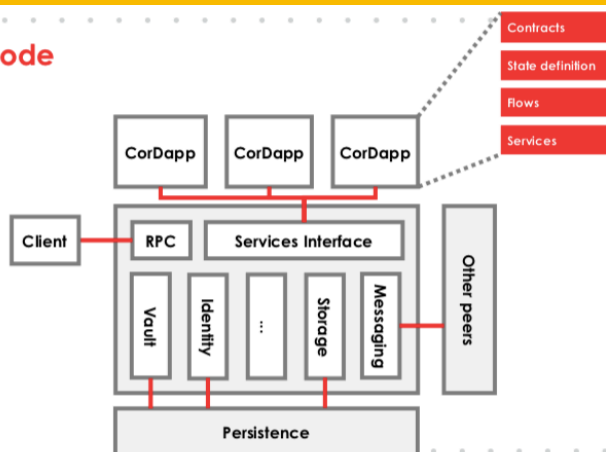 ode
Contracts
State definition
Flows
Services
CorDapp
CorDapp
CorDapp
Client
RPC
Services Interface
Vault
Identity
...
Storage
Messaging
Other peers
Persistence